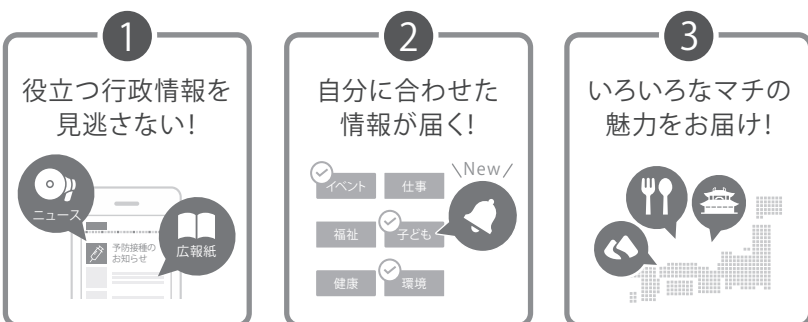 1
役立つ行政情報を
見逃さない!
ニュース
予防接種の
お知らせ
広報紙
2
自分に合わせた
情報が届く!
New
イベント
仕事
福祉
子ども
健康
環境
3
いろいろなマチの
魅力をお届け!